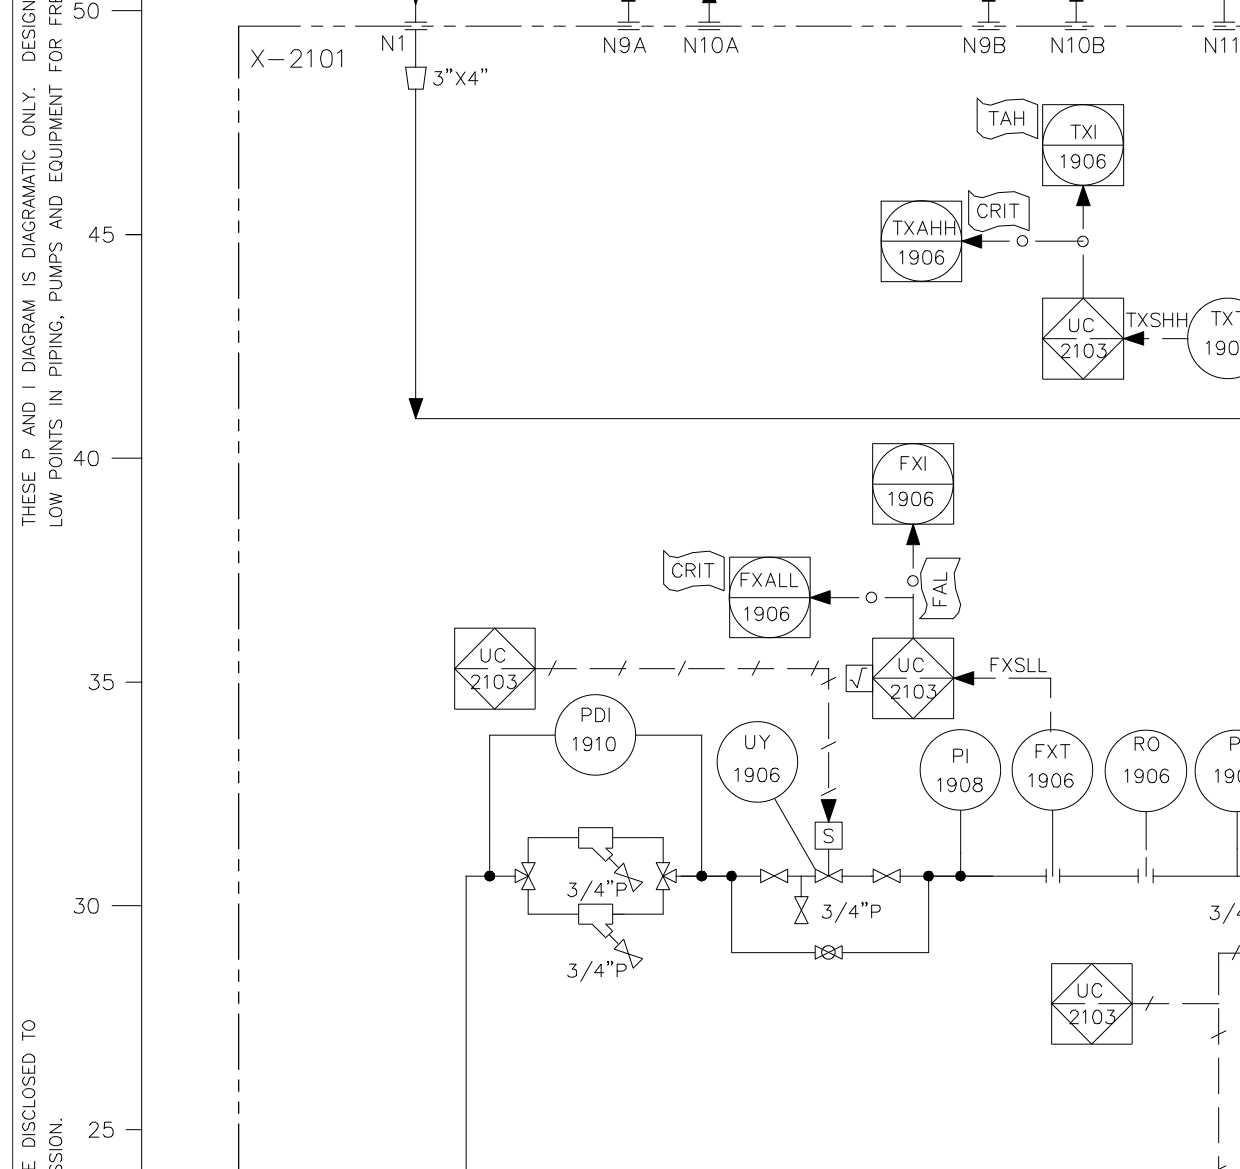 50
N1
N9A
N10A
N9B
N10B
N11
X-2101
3"X4"
TAH
TXI
1906
CRIT
TXAHH
1906
45
UC
2103
TXSHH
TXT
190
40
FXI
1906
CRIT
FXALL
1906
FAL
UC
2103
35
√
UC
2103
FXSLL
PDI
1910
UY
1906
PI
1908
FXT
1906
RO
1906
P
190
S
3/4"P
3/4"P
30
3/4
3/4"P
UC
2103
25
THESE P AND I DIAGRAM IS DIAGRAMATIC ONLY. DESIGN
LOW POINTS IN PIPING, PUMPS AND EQUIPMENT FOR FRE
E DISCLOSED TO
SSION.